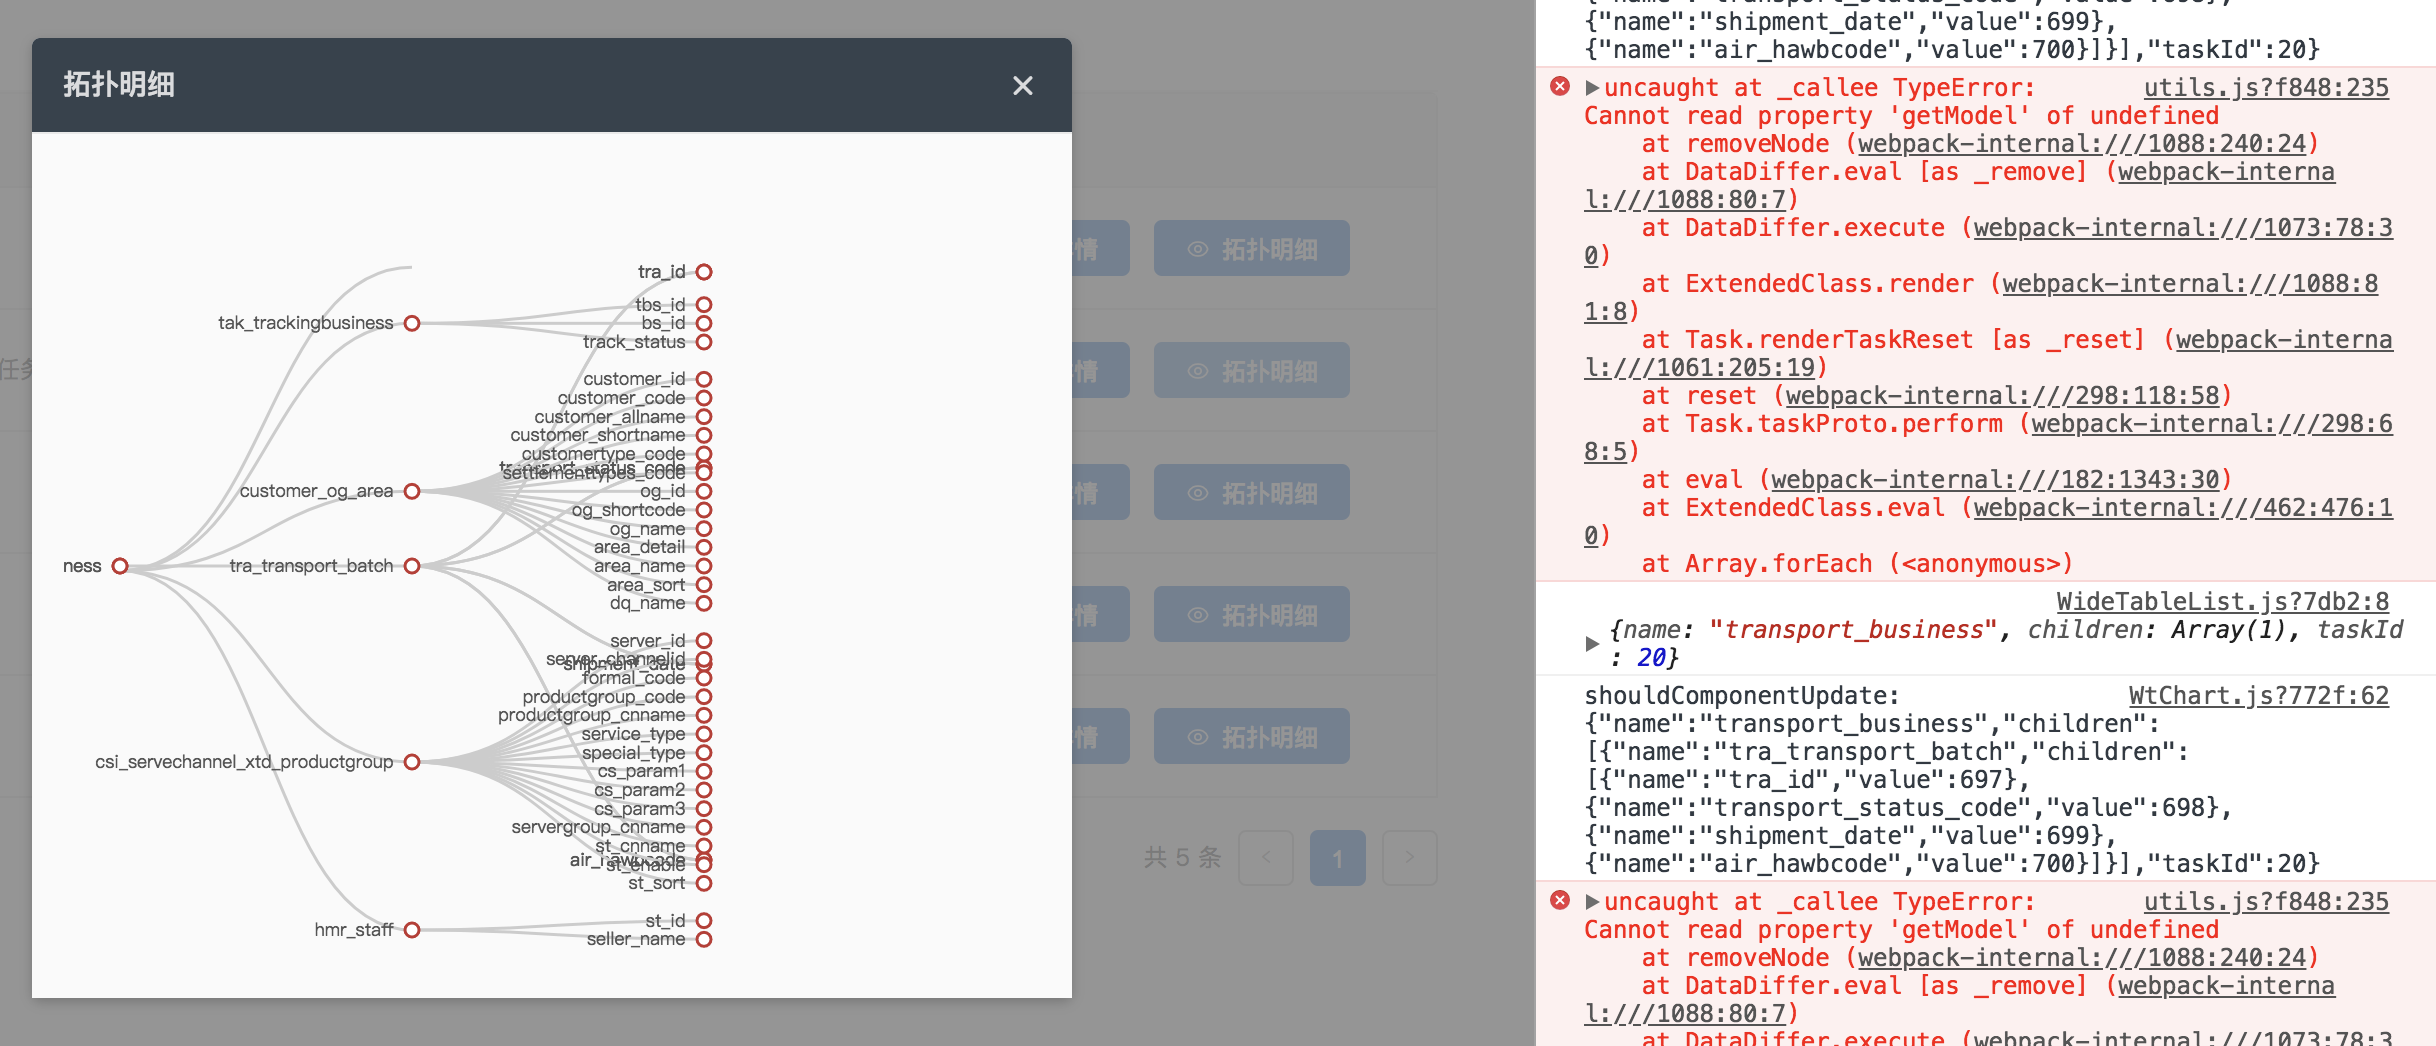 拓扑明细
tra_id
tbs_id
tak_trackingbusiness
bs_id
track_status
customer_id
customer_code
customer_allname
customer_shortname
customertype_code
transport_status_code
settlementtypes_code
customer_og_area
og_id
og_shortcode
og_name
area_detail
ness
tra_transport_batch
area_name
area_sort
dq_name
server_id
server_channelid
shipment_date
formal_code
productgroup_code
productgroup_cnname
service_type
special_type
csi_servechannel_xtd_productgroup
cs_param1
cs_param2
cs_param3
servergroup_cnname
st_cnname
air_hawbcode
st_enable
st_sort
st_id
hmr_staff
seller_name
任务
情
拓扑明细
情
拓扑明细
情
拓扑明细
情
拓扑明细
情
拓扑明细
共 5 条
<
1
>
{"name":"shipment_date","value":699},
{"name":"air_hawbcode","value":700}]}],"taskId":20}
uncaught at _callee TypeError: utils.js?f848:235
Cannot read property 'getModel' of undefined
at removeNode (webpack-internal:///1088:240:24)
at DataDiffer.eval [as _remove] (webpack-interna
l:///1088:80:7)
at DataDiffer.execute (webpack-internal:///1073:78:3
0)
at ExtendedClass.render (webpack-internal:///1088:8
1:8)
at Task.renderTaskReset [as _reset] (webpack-interna
l:///1061:205:19)
at reset (webpack-internal:///298:118:58)
at Task.taskProto.perform (webpack-internal:///298:6
8:5)
at eval (webpack-internal:///182:1343:30)
at ExtendedClass.eval (webpack-internal:///462:476:1
0)
at Array.forEach (<anonymous>)
WideTableList.js?7db2:8
{name: "transport_business", children: Array(1), taskId
: 20}
shouldComponentUpdate: WtChart.js?772f:62
{"name":"transport_business","children":
[{"name":"tra_transport_batch","children":
[{"name":"tra_id","value":697},
{"name":"transport_status_code","value":698},
{"name":"shipment_date","value":699},
{"name":"air_hawbcode","value":700}]}],"taskId":20}
uncaught at _callee TypeError: utils.js?f848:235
Cannot read property 'getModel' of undefined
at removeNode (webpack-internal:///1088:240:24)
at DataDiffer.eval [as _remove] (webpack-interna
l:///1088:80:7)
at DataDiffer.execute (webpack-internal:///1073:78:3